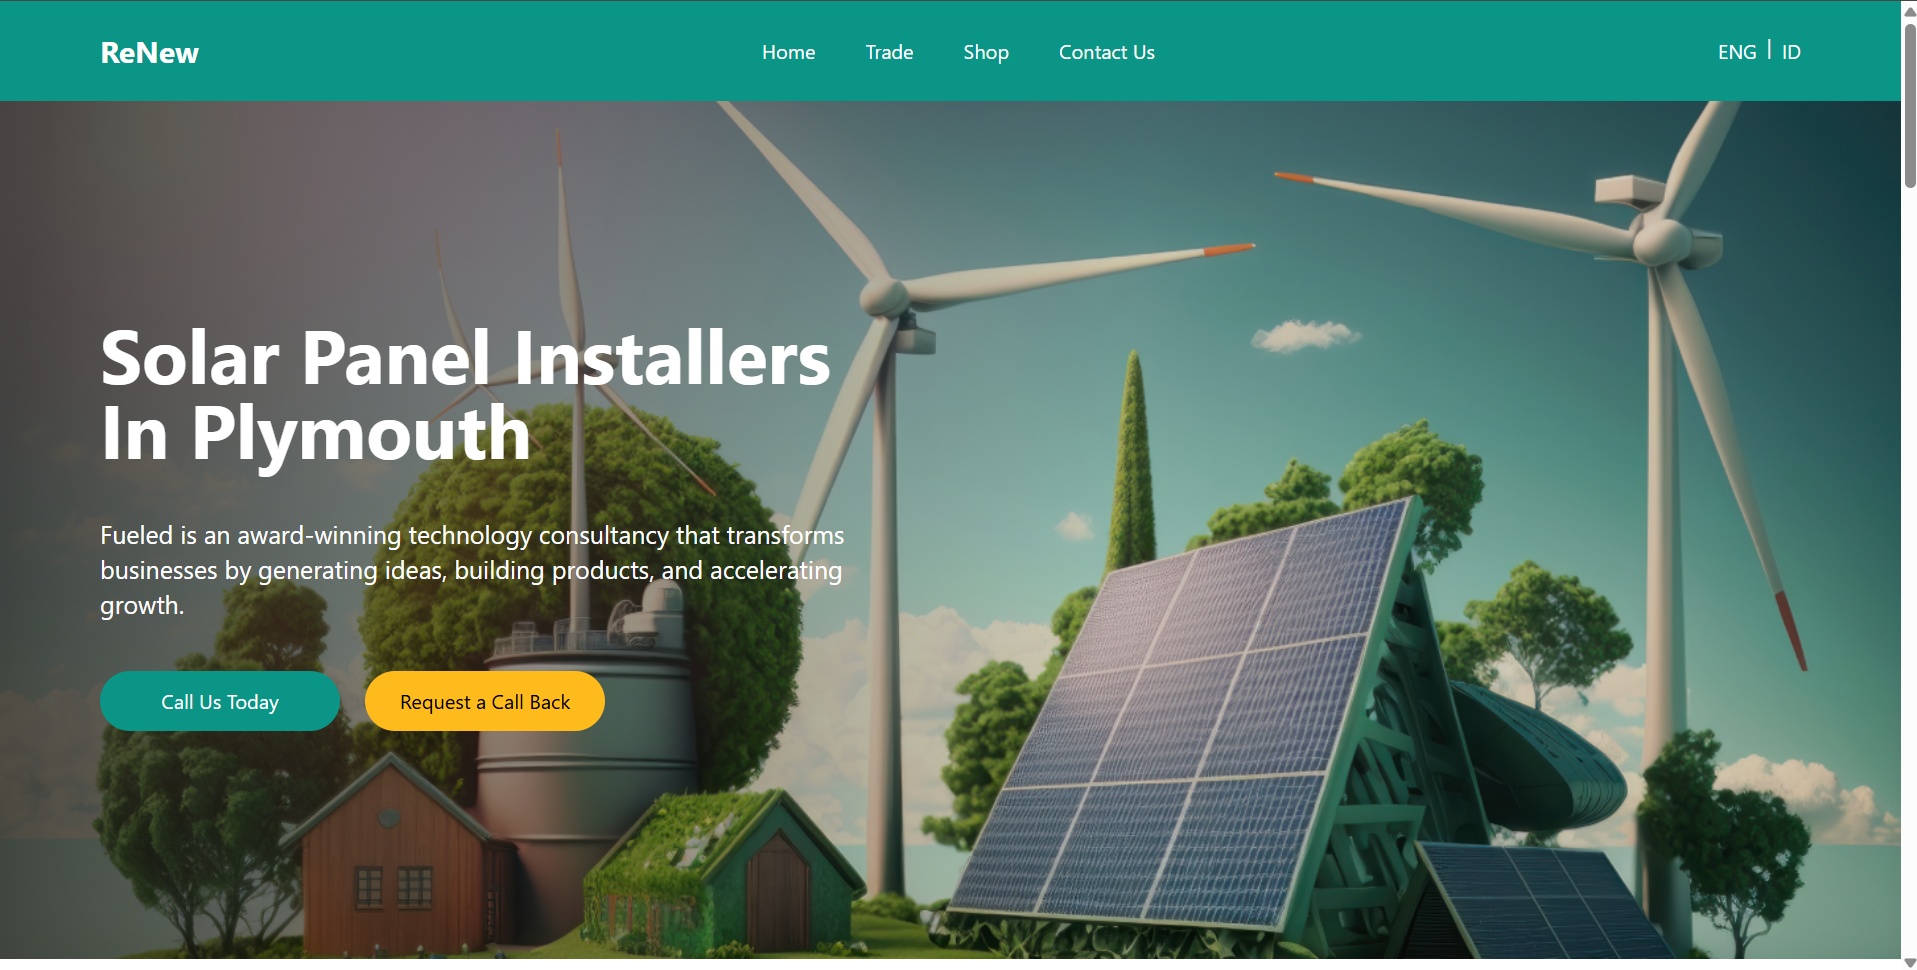 ReNew
Home Trade Shop Contact Us
ENG | ID
Solar Panel Installers
In Plymouth
Fueled is an award-winning technology consultancy that transforms
businesses by generating ideas, building products, and accelerating
growth.
Call Us Today
Request a Call Back